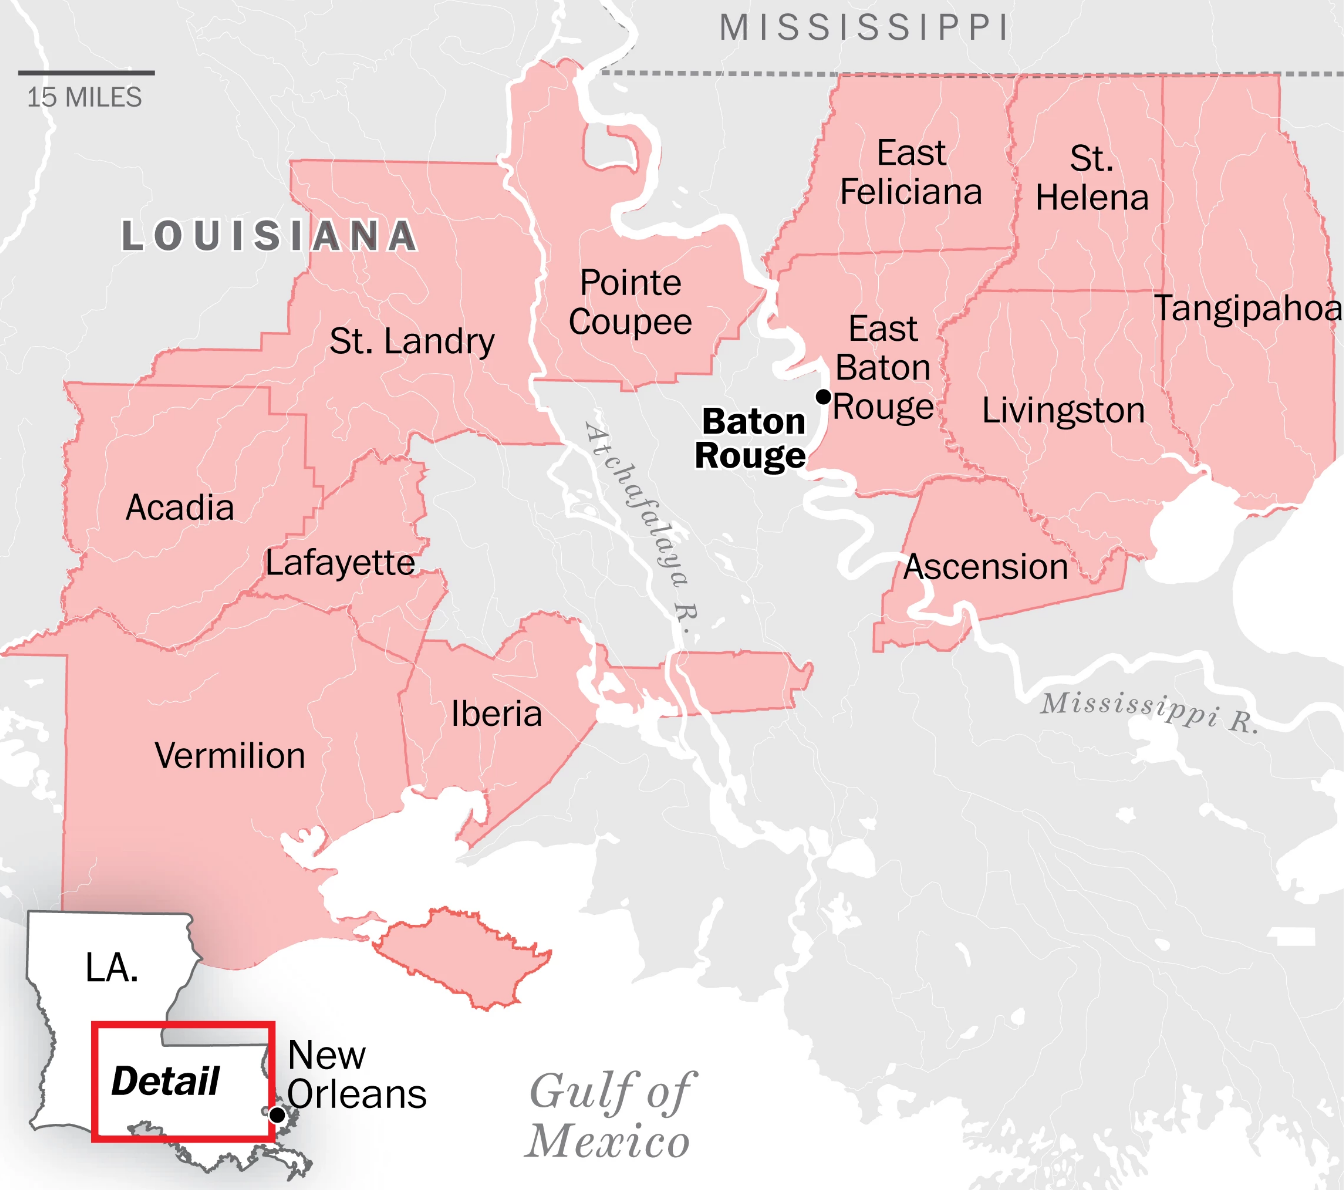 MISSISSIPPI
15 MILES
LOUISIANA
East
Feliciana
St.
Helena
Pointe
Coupee
Tangipahoa
St. Landry
East
Baton
Rouge
Livingston
Baton
Rouge
Atchafalaya R.
Acadia
Lafayette
Ascension
Iberia
Mississippi R.
Vermilion
LA.
Detail
New
Orleans
Gulf of
Mexico